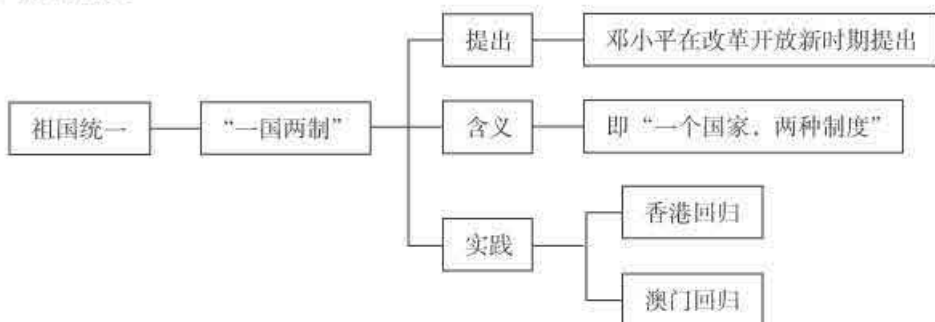 提出
邓小平在改革开放新时期提出
祖国统一
“一国两制”
含义
即“一个国家，两种制度”
香港回归
实践
澳门回归